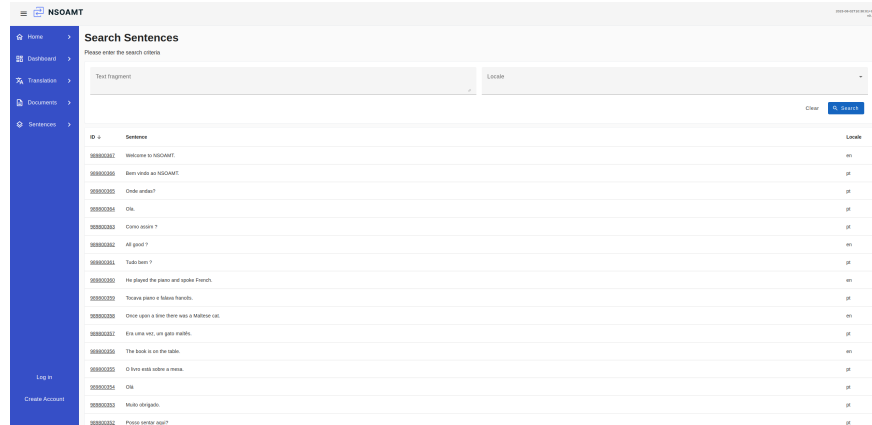 NSOAMT
Home
Dashboard
Translation
Documents
Sentences
Log in
Create Account
Search Sentences
Please enter the search criteria
Text fragment
Locale
Clear
Search
ID Sentence Locale
989800367 Welcome to NSOAMT. en
989800366 Bem vindo ao NSOAMT. pt
989800365 Onde andas? pt
989800364 Ola. pt
989800363 Como assim ? pt
989800362 All good ? en
989800361 Tudo bem ? pt
989800360 He played the piano and spoke French. en
989800359 Tocava piano e falava francês. pt
989800358 Once upon a time there was a Maltese cat. en
989800357 Era uma vez, um gato maltês. pt
989800356 The book is on the table. en
989800355 O livro está sobre a mesa. pt
989800354 Olá pt
989800353 Muito obrigado. pt
989800352 Posso sentar aqui? pt